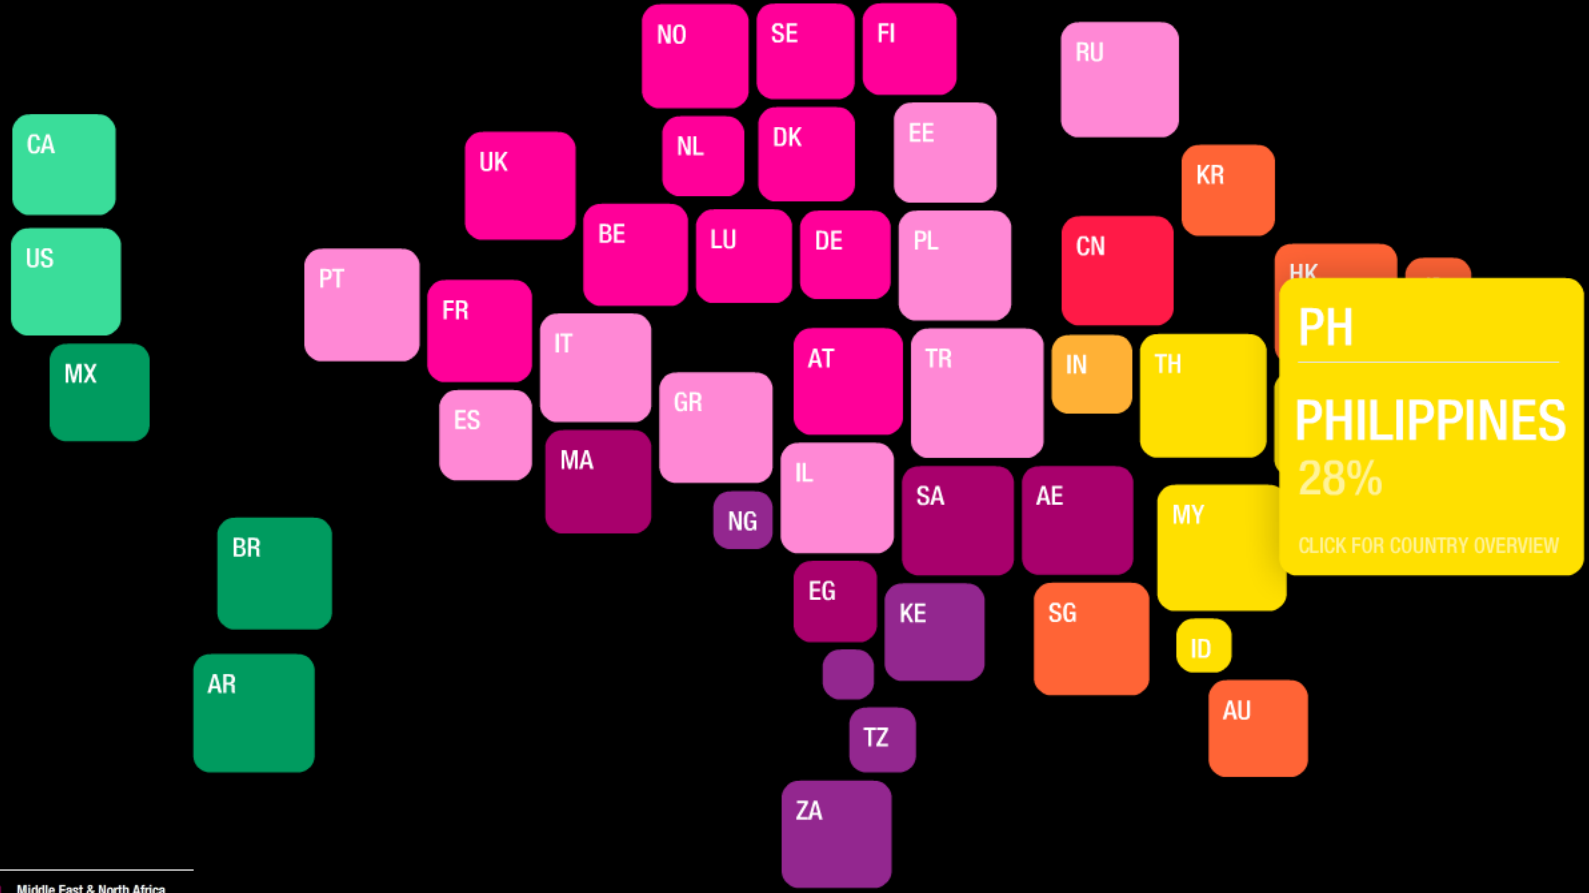 NO
SE
FI
RU
CA
UK
NL
DK
EE
KR
US
PT
BE
LU
DE
PL
CN
HK
MX
FR
IT
AT
TR
IN
TH
PH
PHILIPPINES
28%
CLICK FOR COUNTRY OVERVIEW
ES
GR
MA
IL
NG
SA
AE
MY
BR
EG
KE
SG
ID
AR
TZ
AU
ZA
Middle East & North Africa